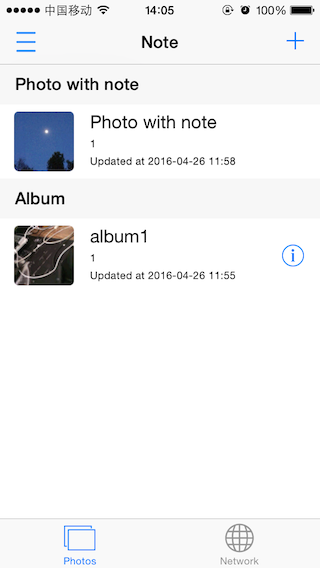 中国移动 14:05 100%
Note
Photo with note
Photo with note
1
Updated at 2016-04-26 11:58
Album
album1
1
Updated at 2016-04-26 11:55
Photos Network